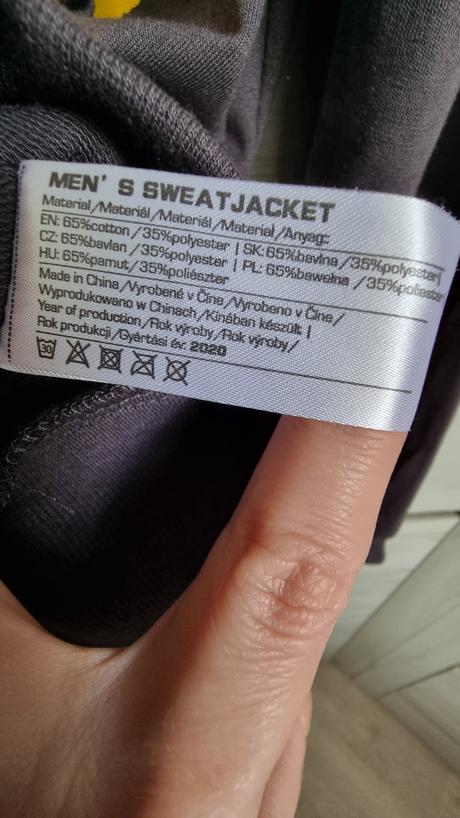 MEN' S SWEATJACKET
Material/Materiál/Materiál/Materiał/Anyag:
EN: 65%cotton/35%polyester | SK: 65%bavlna/35%polyester|
CZ: 65%bavlan/35%polyester | PL: 65%bawełna /35%poliester
HU: 65%pamut/35%poliészter
Made in China/Vyrobené v Číne/Vyrobeno v Číne/
Wyprodukowano w Chinach/Kínában készült |
Year of production/Rok výroby/Rok výroby/
Rok produkcji/Gyártási év: 2020
30